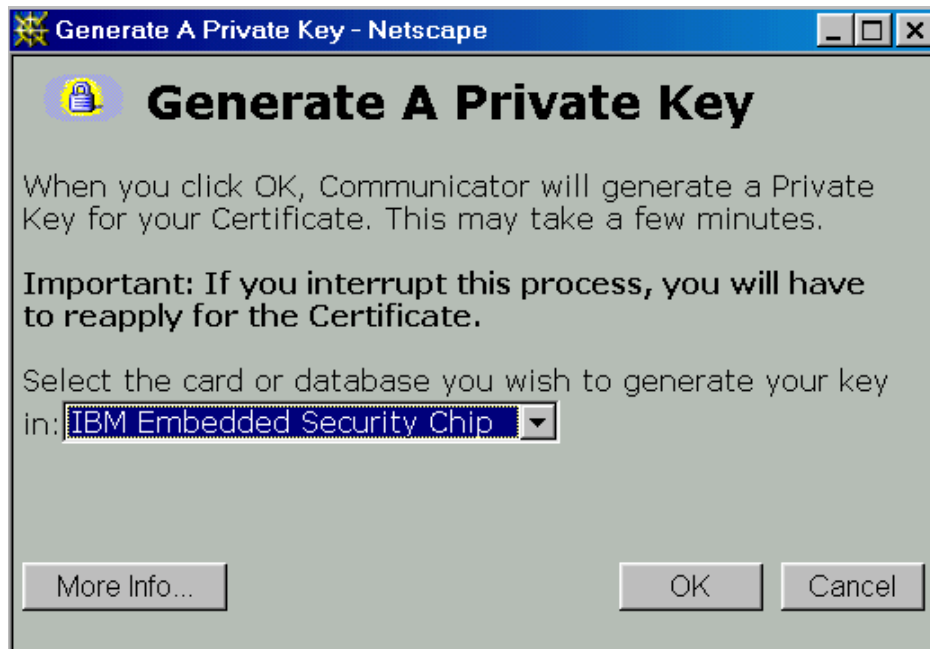 Generate A Private Key - Netscape
Generate A Private Key
When you click OK, Communicator will generate a Private
Key for your Certificate. This may take a few minutes.
Important: If you interrupt this process, you will have
to reapply for the Certificate.
Select the card or database you wish to generate your key
in: IBM Embedded Security Chip
More Info... OK Cancel